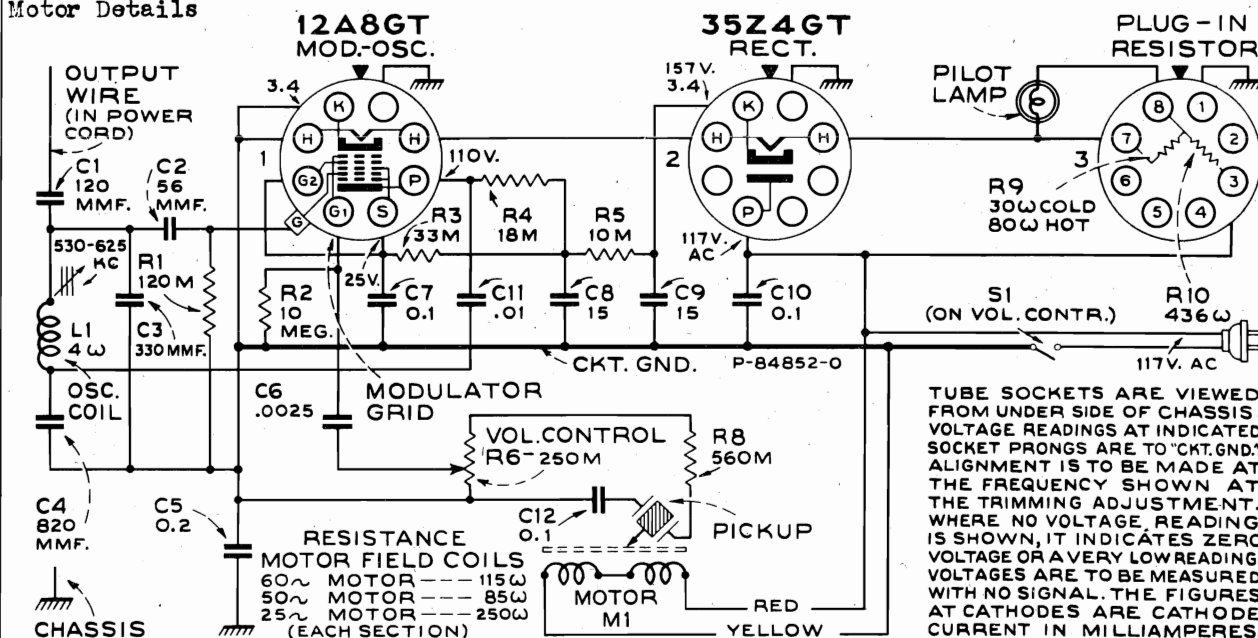 Motor Details
12A8GT
MOD.-OSC.
35Z4GT
RECT.
PLUG-IN
RESISTOR
OUTPUT
WIRE
(IN POWER
CORD)
3.4
157V.
3.4
PILOT
LAMP
K
H
H
G2
P
G1
S
G
1
110V.
K
H
H
P
2
8
1
7
2
6
3
5
4
3
C1
120
MMF.
C2
56
MMF.
R3
33M
R4
18M
R5
10M
117V.
AC
R9
30ω COLD
80ω HOT
530-625
KC
R1
120M
25V.
R2
10
MEG.
C7
0.1
C11
.01
C8
15
C9
15
C10
0.1
S1
(ON VOL. CONTR.)
R10
436ω
L1
4ω
C3
330MMF.
CKT. GND.
P-84852-0
117V. AC
OSC.
COIL
C6
.0025
MODULATOR
GRID
VOL. CONTROL
R6-250M
R8
560M
C4
820
MMF.
C5
0.2
C12
0.1
PICKUP
RESISTANCE
MOTOR FIELD COILS
60~ MOTOR --- 115ω
50~ MOTOR --- 85ω
25~ MOTOR --- 250ω
(EACH SECTION)
MOTOR
M1
RED
YELLOW
CHASSIS
TUBE SOCKETS ARE VIEWED
FROM UNDER SIDE OF CHASSIS
VOLTAGE READINGS AT INDICATED
SOCKET PRONGS ARE TO "CKT. GND."
ALIGNMENT IS TO BE MADE AT
THE FREQUENCY SHOWN AT
THE TRIMMING ADJUSTMENT.
WHERE NO VOLTAGE READING
IS SHOWN, IT INDICATES ZERO
VOLTAGE OR A VERY LOW READING
VOLTAGES ARE TO BE MEASURED
WITH NO SIGNAL. THE FIGURES
AT CATHODES ARE CATHODE
CURRENT IN MILLIAMPERES